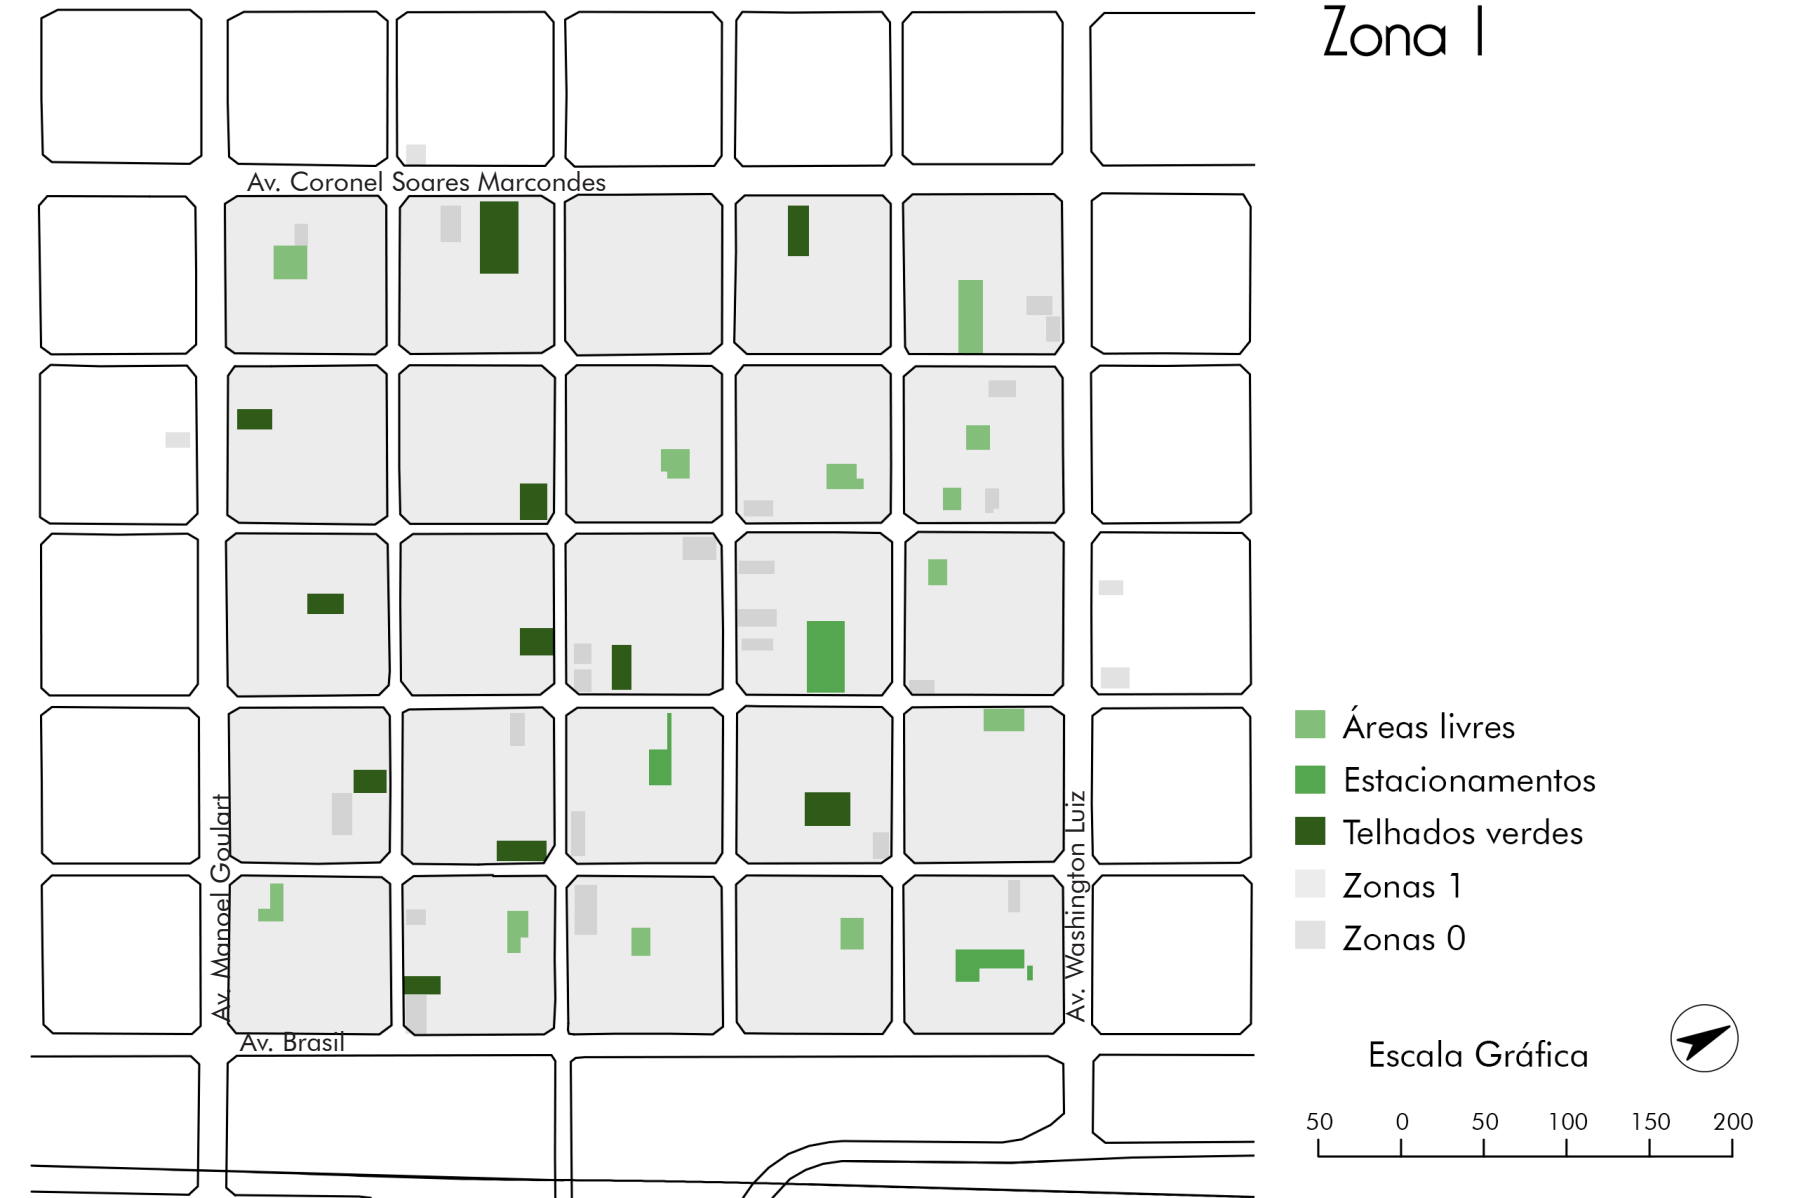 Zona I
Av. Coronel Soares Marcondes
Av. Manoel Goulart
Av. Washington Luiz
Av. Brasil
Áreas livres
Estacionamentos
Telhados verdes
Zonas 1
Zonas 0
Escala Gráfica
50 0 50 100 150 200